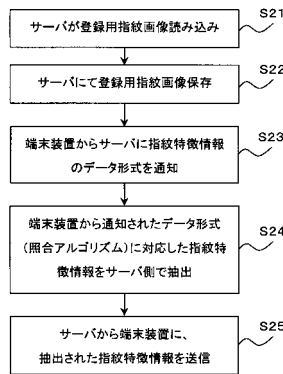 サーバが登録用指紋画像読み込み
S21
サーバにて登録用指紋画像保存
S22
端末装置からサーバに指紋特徴情報
のデータ形式を通知
S23
端末装置から通知されたデータ形式
(照合アルゴリズム)に対応した指紋特
徴情報をサーバ側で抽出
S24
サーバから端末装置に、
抽出された指紋特徴情報を送信
S25